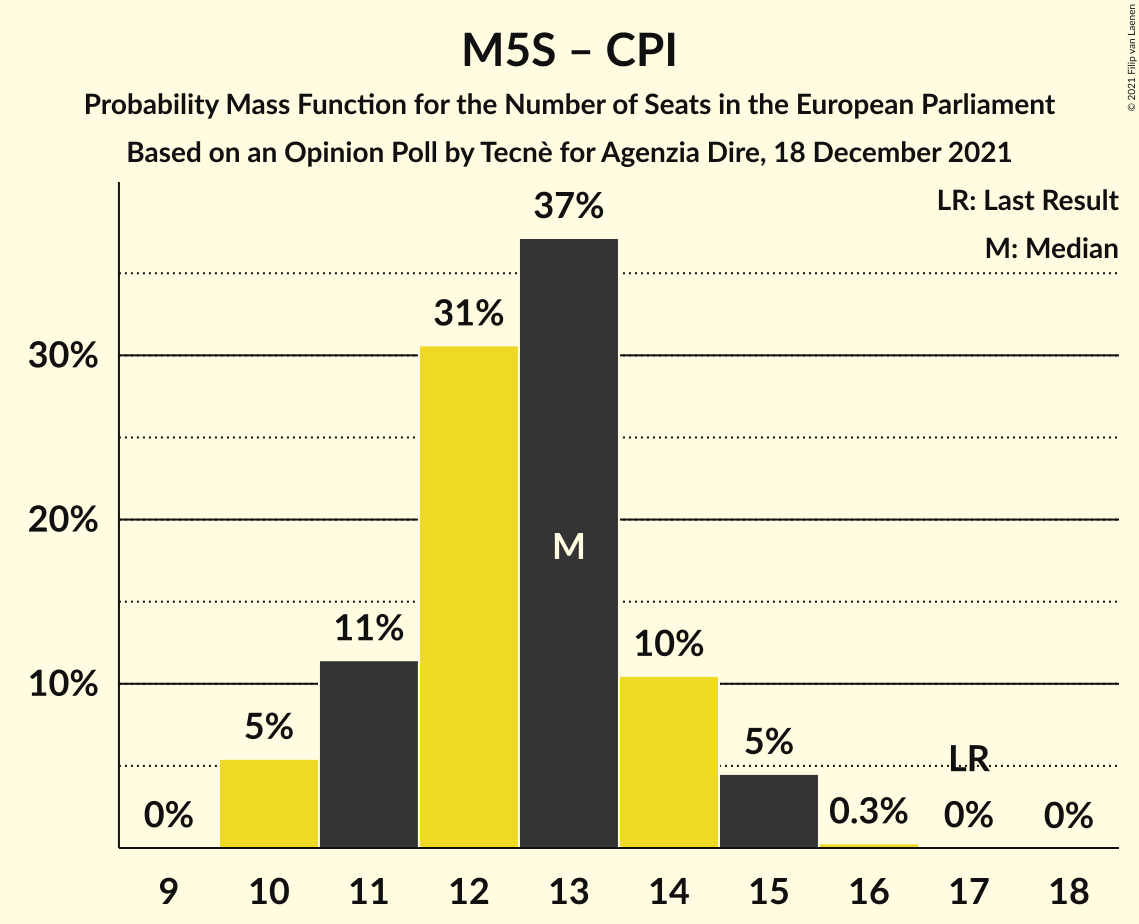 M5S – CPI
Probability Mass Function for the Number of Seats in the European Parliament
Based on an Opinion Poll by Tecnè for Agenzia Dire, 18 December 2021
© 2021 Filip van Laenen
LR: Last Result
M: Median
37%
31%
30%
20%
M
11%
10%
10%
5%
5%
LR
0%
0.3%
0%
0%
9 10 11 12 13 14 15 16 17 18